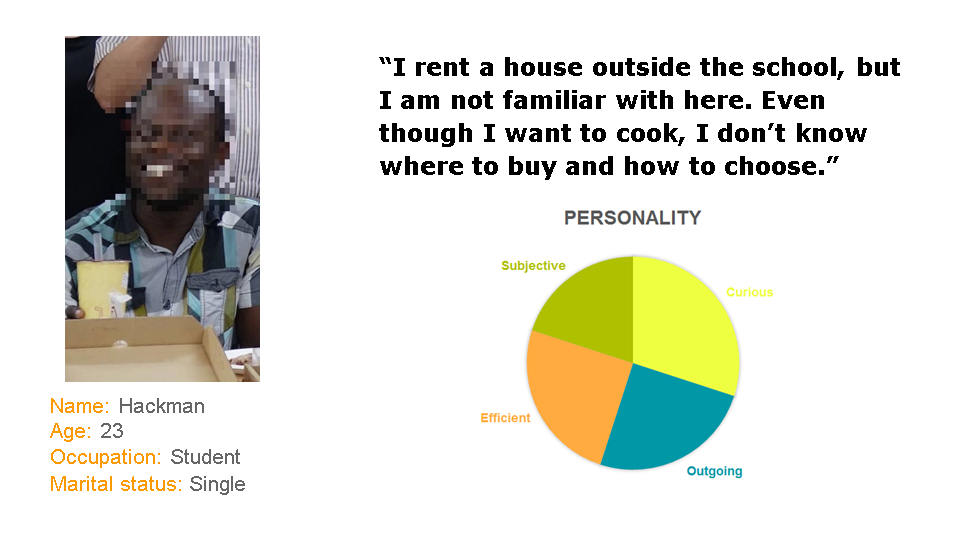 “I rent a house outside the school, but
I am not familiar with here. Even
though I want to cook, I don’t know
where to buy and how to choose.”
PERSONALITY
Subjective
Curious
Efficient
Outgoing
Name: Hackman
Age: 23
Occupation: Student
Marital status: Single